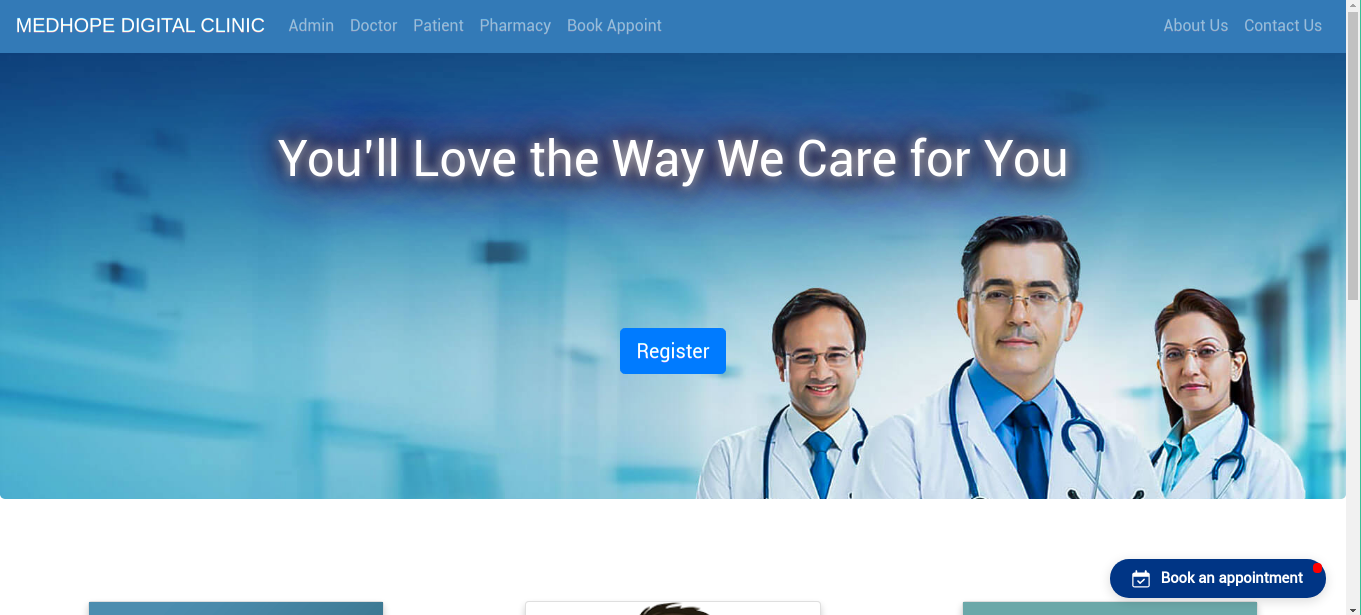 MEDHOPE DIGITAL CLINIC Admin Doctor Patient Pharmacy Book Appoint About Us Contact Us
You'll Love the Way We Care for You
Register
Book an appointment